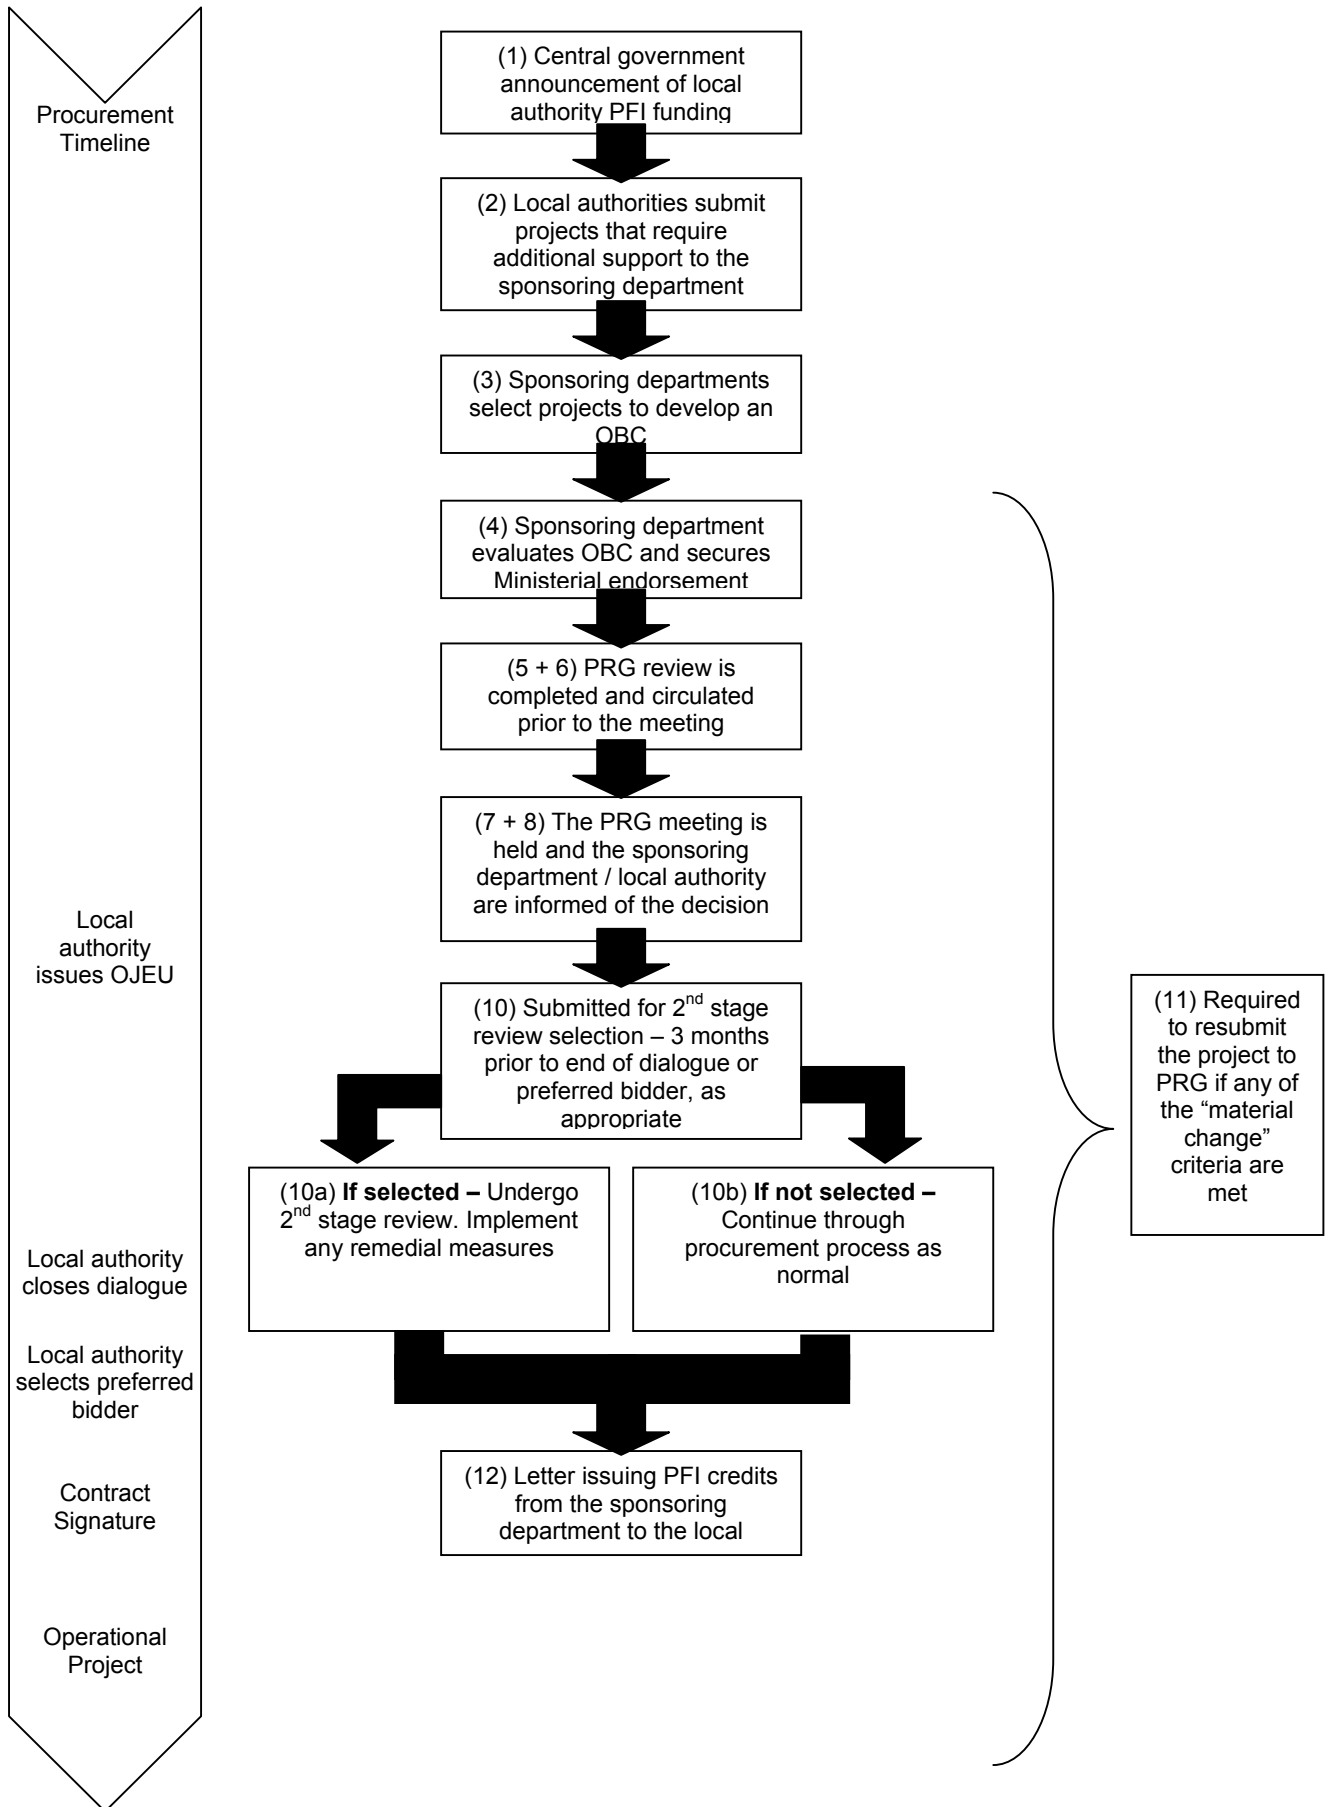 Procurement
Timeline
(1) Central government
announcement of local
authority PFI funding
(2) Local authorities submit
projects that require
additional support to the
sponsoring department
(3) Sponsoring departments
select projects to develop an
OBC
(4) Sponsoring department
evaluates OBC and secures
Ministerial endorsement
(5 + 6) PRG review is
completed and circulated
prior to the meeting
(7 + 8) The PRG meeting is
held and the sponsoring
department / local authority
are informed of the decision
Local
authority
issues OJEU
(10) Submitted for 2nd stage
review selection – 3 months
prior to end of dialogue or
preferred bidder, as
appropriate
(11) Required
to resubmit
the project to
PRG if any of
the “material
change”
criteria are
met
(10a) If selected – Undergo
2nd stage review. Implement
any remedial measures
(10b) If not selected –
Continue through
procurement process as
normal
Local authority
closes dialogue
Local authority
selects preferred
bidder
(12) Letter issuing PFI credits
from the sponsoring
department to the local
Contract
Signature
Operational
Project